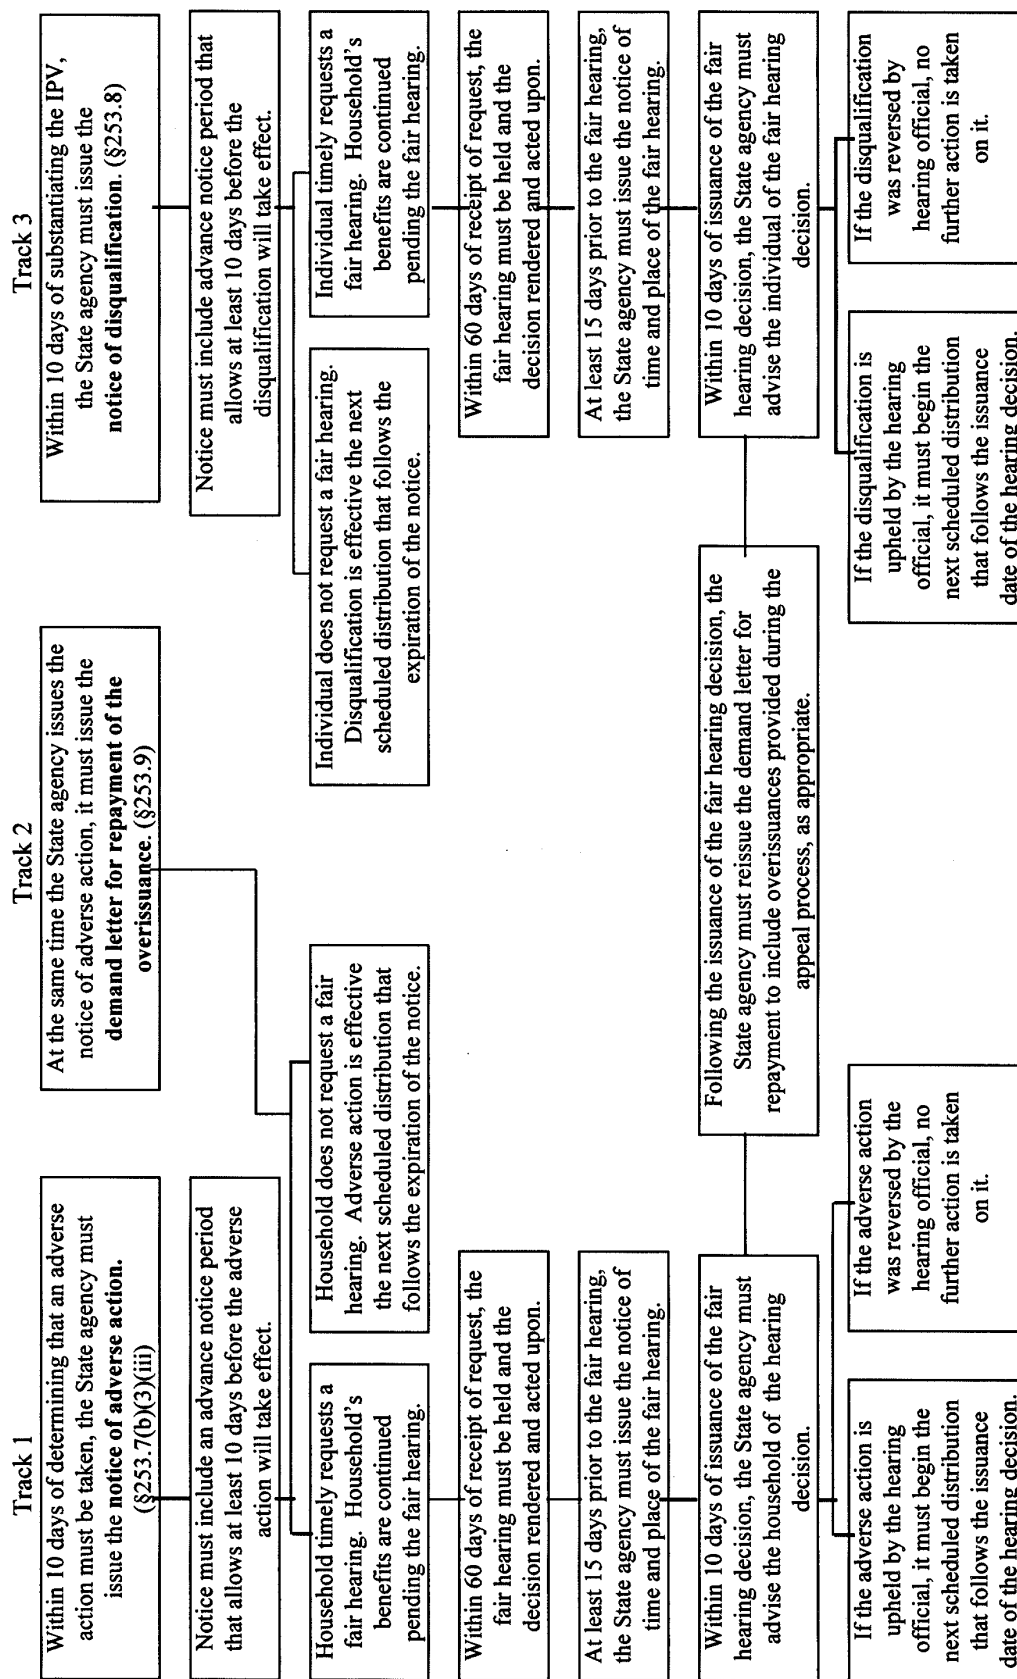 Track 1
Within 10 days of determining that an adverse
action must be taken, the State agency must
issue the notice of adverse action.
(§253.7(b)(3)(iii)
Notice must include an advance notice period
that allows at least 10 days before the adverse
action will take effect.
Household timely requests a
fair hearing. Household's
benefits are continued
pending the fair hearing.
Household does not request a fair
hearing. Adverse action is effective
the next scheduled distribution that
follows the expiration of the notice.
Within 60 days of receipt of request, the
fair hearing must be held and the
decision rendered and acted upon.
At least 15 days prior to the fair hearing,
the State agency must issue the notice of
time and place of the fair hearing.
Within 10 days of issuance of the fair
hearing decision, the State agency must
advise the household of the hearing
decision.
If the adverse action is
upheld by the hearing
official, it must begin the
next scheduled distribution
that follows the issuance
date of the hearing decision.
If the adverse action
was reversed by the
hearing official, no
further action is taken
on it.
Track 2
At the same time the State agency issues the
notice of adverse action, it must issue the
demand letter for repayment of the
overissuance. (§253.9)
Following the issuance of the fair hearing decision, the
State agency must reissue the demand letter for
repayment to include overissuances provided during the
appeal process, as appropriate.
Track 3
Within 10 days of substantiating the IPV,
the State agency must issue the
notice of disqualification. (§253.8)
Notice must include advance notice period that
allows at least 10 days before the
disqualification will take effect.
Individual does not request a fair hearing.
Disqualification is effective the next
scheduled distribution that follows the
expiration of the notice.
Individual timely requests a
fair hearing. Household's
benefits are continued
pending the fair hearing.
Within 60 days of receipt of request, the
fair hearing must be held and the
decision rendered and acted upon.
At least 15 days prior to the fair hearing,
the State agency must issue the notice of
time and place of the fair hearing.
Within 10 days of issuance of the fair
hearing decision, the State agency must
advise the individual of the fair hearing
decision.
If the disqualification is
upheld by the hearing
official, it must begin the
next scheduled distribution
that follows the issuance
date of the hearing decision.
If the disqualification
was reversed by
hearing official, no
further action is taken
on it.